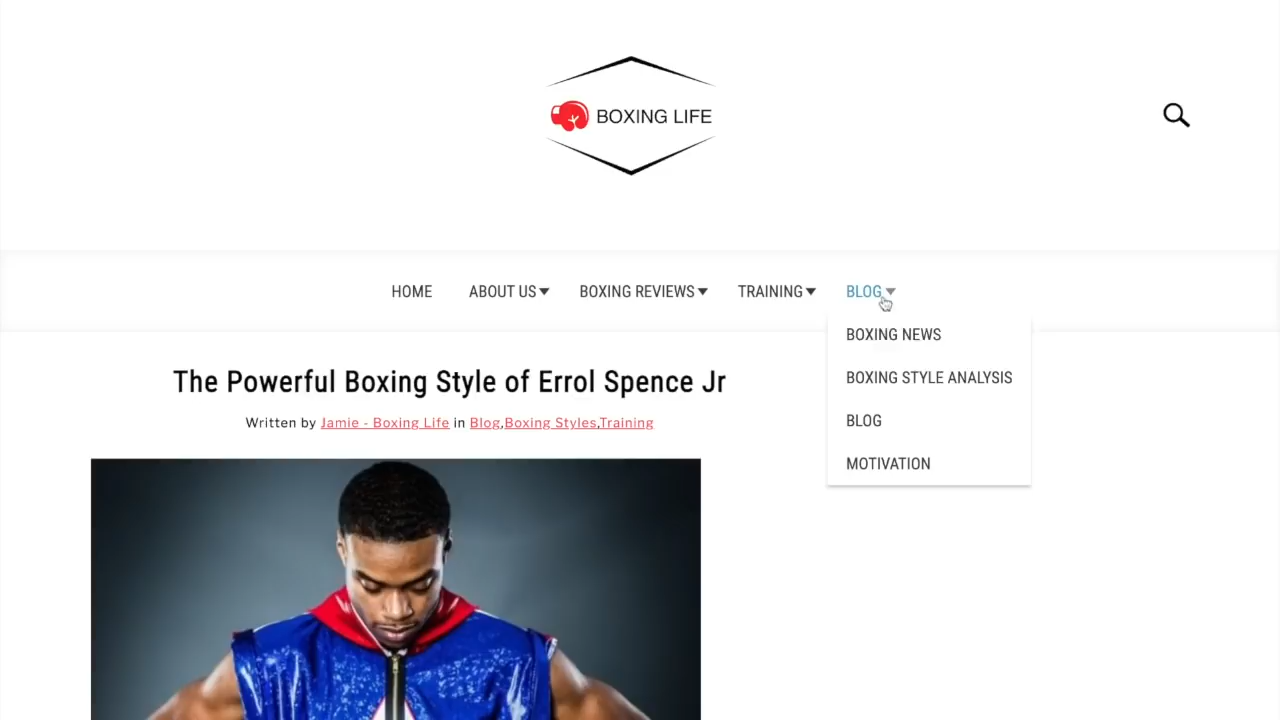 BOXING LIFE
HOME ABOUT US BOXING REVIEWS TRAINING BLOG
BOXING NEWS
BOXING STYLE ANALYSIS
BLOG
MOTIVATION
The Powerful Boxing Style of Errol Spence Jr
Written by Jamie - Boxing Life in Blog,Boxing Styles,Training